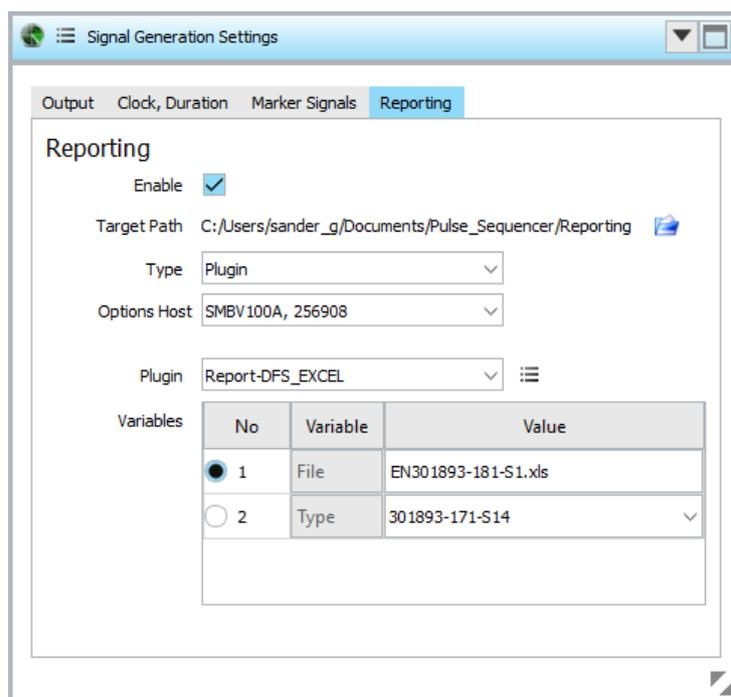 Signal Generation Settings
Output Clock, Duration Marker Signals Reporting
Reporting
Enable
Target Path C:/Users/sander_g/Documents/Pulse_Sequencer/Reporting
Type Plugin
Options Host SMBV100A, 256908
Plugin Report-DFS_EXCEL
Variables No Variable Value
1 File EN301893-181-S1.xls
2 Type 301893-171-S14